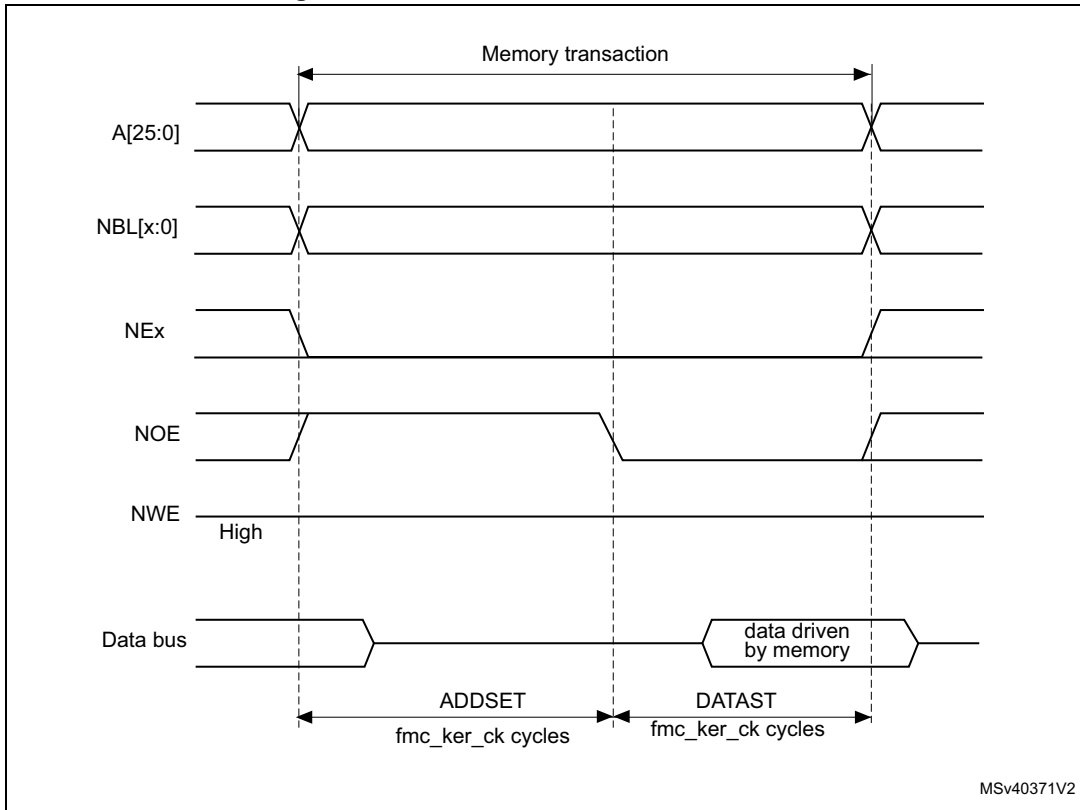 Memory transaction
A[25:0]
NBL[x:0]
NEx
NOE
NWE
High
Data bus
data driven
by memory
ADDSET
DATAST
fmc_ker_ck cycles
fmc_ker_ck cycles
MSv40371V2